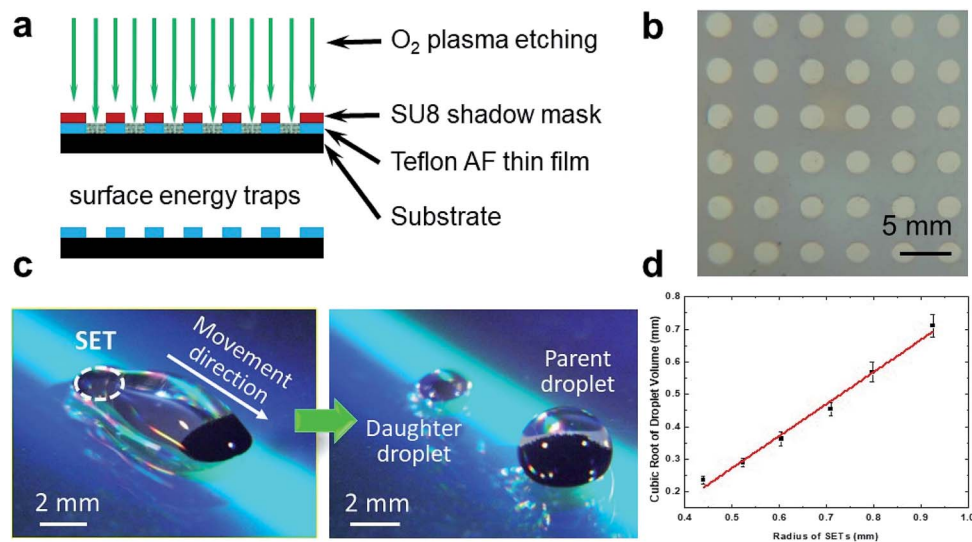 a
O₂ plasma etching
SU8 shadow mask
Teflon AF thin film
surface energy traps
Substrate
b
5 mm
c
SET
Movement
direction
2 mm
Parent
droplet
Daughter
droplet
2 mm
d
Cubic Root of Droplet Volume (mm)
0.8
0.7
0.6
0.5
0.4
0.3
0.2
0.4
0.5
0.6
0.7
0.8
0.9
1.0
Radius of SETs (mm)